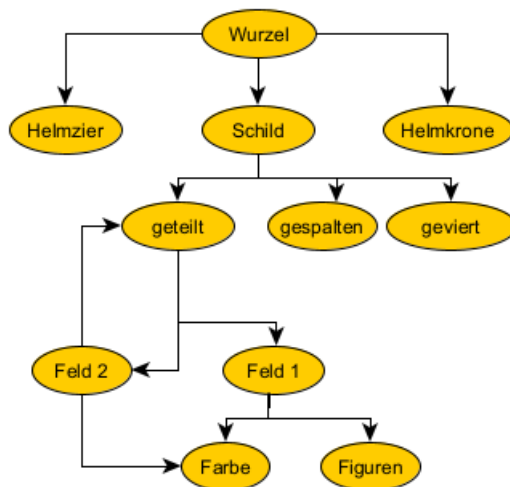 Wurzel
Helmzier
Schild
Helmkrone
geteilt
gespalten
geviert
Feld 2
Feld 1
Farbe
Figuren